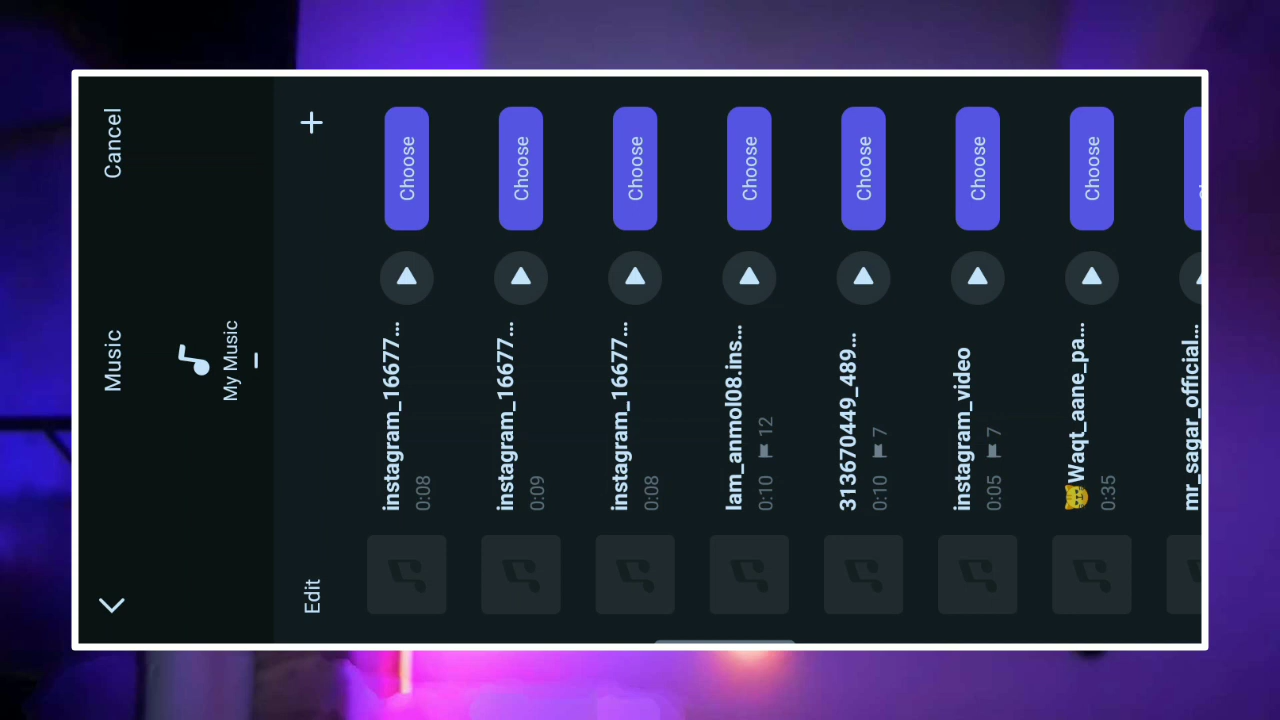 Music
Cancel
My Music
Edit
+
instagram_16677...
0:08
Choose
instagram_16677...
0:09
Choose
instagram_16677...
0:08
Choose
Iam_anmol08.ins...
0:10 12
Choose
313670449_489...
0:10 7
Choose
instagram_video
0:05 7
Choose
😼Waqt_aane_pa...
0:35
Choose
mr_sagar_official...